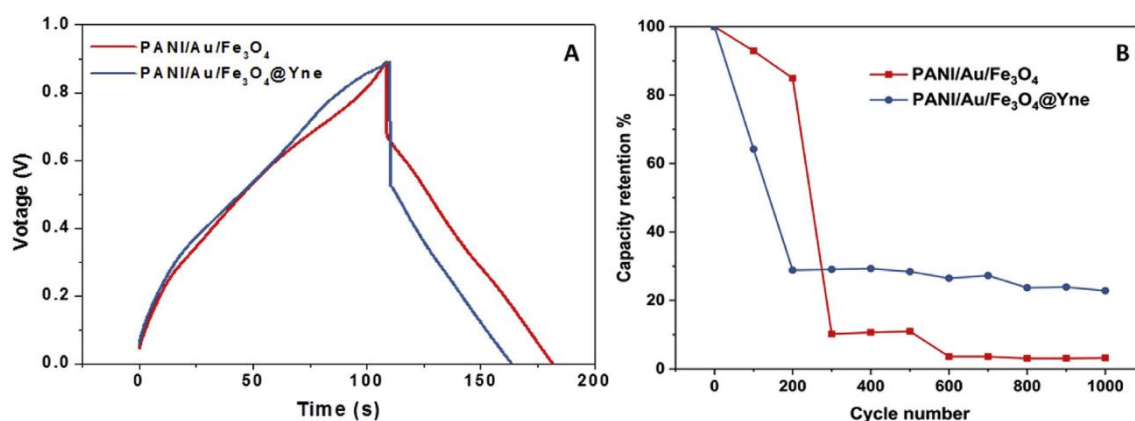 1.0
0.8
0.6
0.4
0.2
0.0
Votage (V)
PANI/Au/Fe₃O₄
PANI/Au/Fe₃O₄@Yne
A
0 50 100 150 200
Time (s)
100
80
60
40
20
0
Capacity retention %
B
PANI/Au/Fe₃O₄
PANI/Au/Fe₃O₄@Yne
0 200 400 600 800 1000
Cycle number